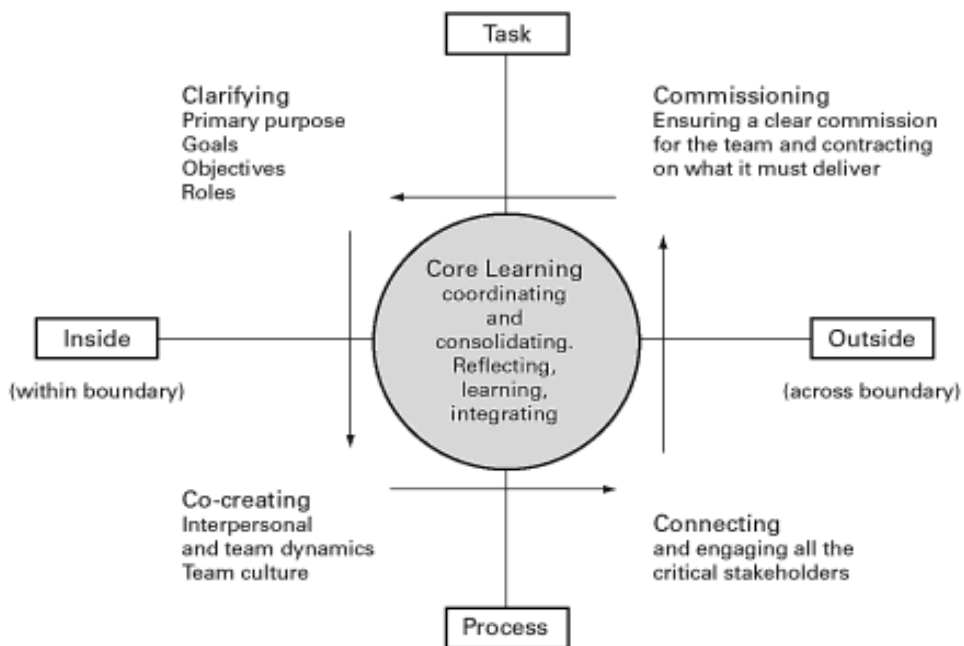 Task
Clarifying
Primary purpose
Goals
Objectives
Roles
Commissioning
Ensuring a clear commission
for the team and contracting
on what it must deliver
Core Learning
coordinating
and
consolidating.
Reflecting,
learning,
integrating
Inside
(within boundary)
Outside
(across boundary)
Co-creating
Interpersonal
and team dynamics
Team culture
Connecting
and engaging all the
critical stakeholders
Process